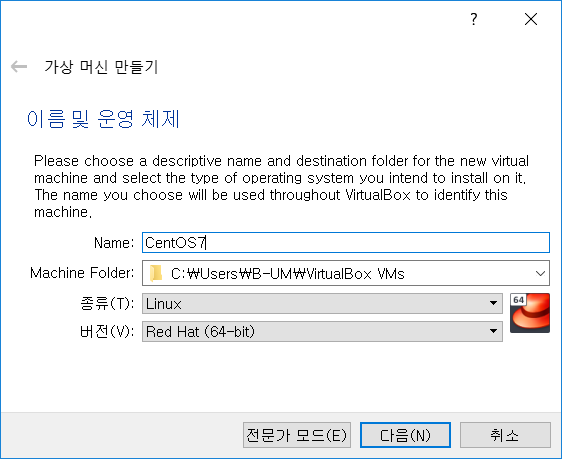 ?
가상 머신 만들기
이름 및 운영 체제
Please choose a descriptive name and destination folder for the new virtual
machine and select the type of operating system you intend to install on it.
The name you choose will be used throughout VirtualBox to identify this
machine.
Name: CentOS7
Machine Folder: C:₩Users₩B-UM₩VirtualBox VMs
종류(T): Linux
64
버전(V): Red Hat (64-bit)
전문가 모드(E) 다음(N) 취소